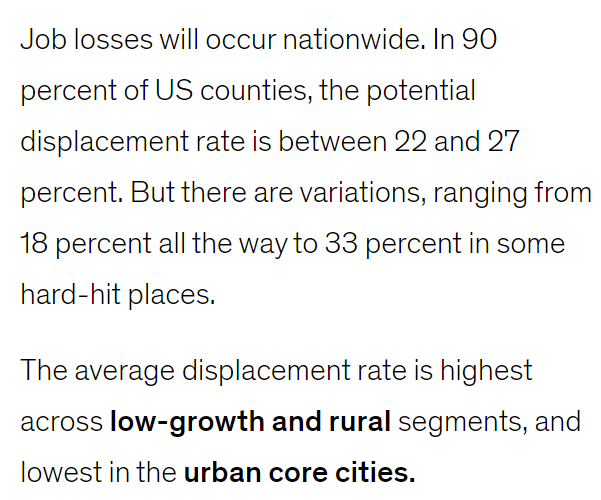 Job losses will occur nationwide. In 90
percent of US counties, the potential
displacement rate is between 22 and 27
percent. But there are variations, ranging from
18 percent all the way to 33 percent in some
hard-hit places.
The average displacement rate is highest
across low-growth and rural segments, and
lowest in the urban core cities.